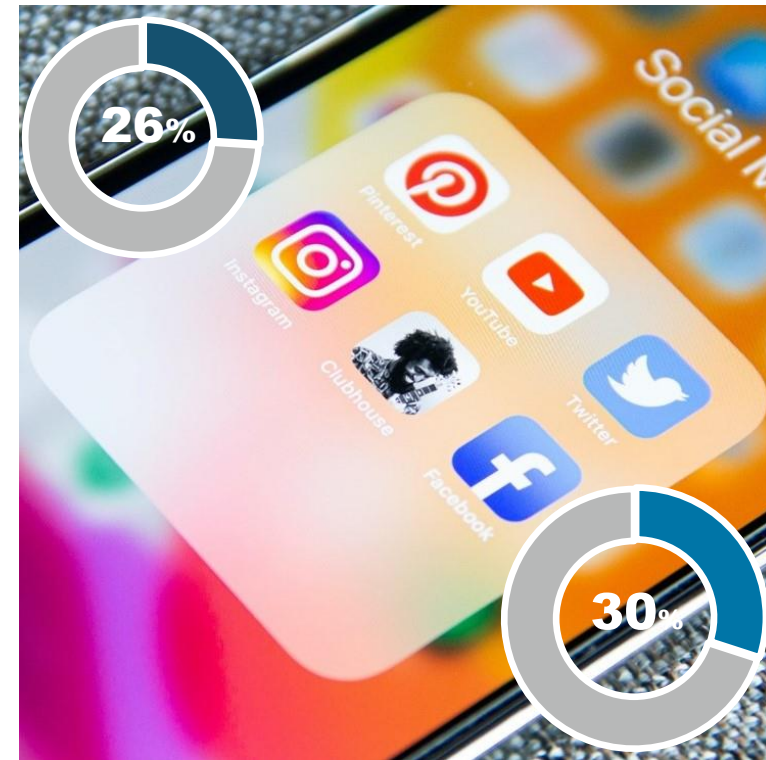 26%
Social M
Pinterest
Instagram
YouTube
Clubhouse
Twitter
Facebook
30%